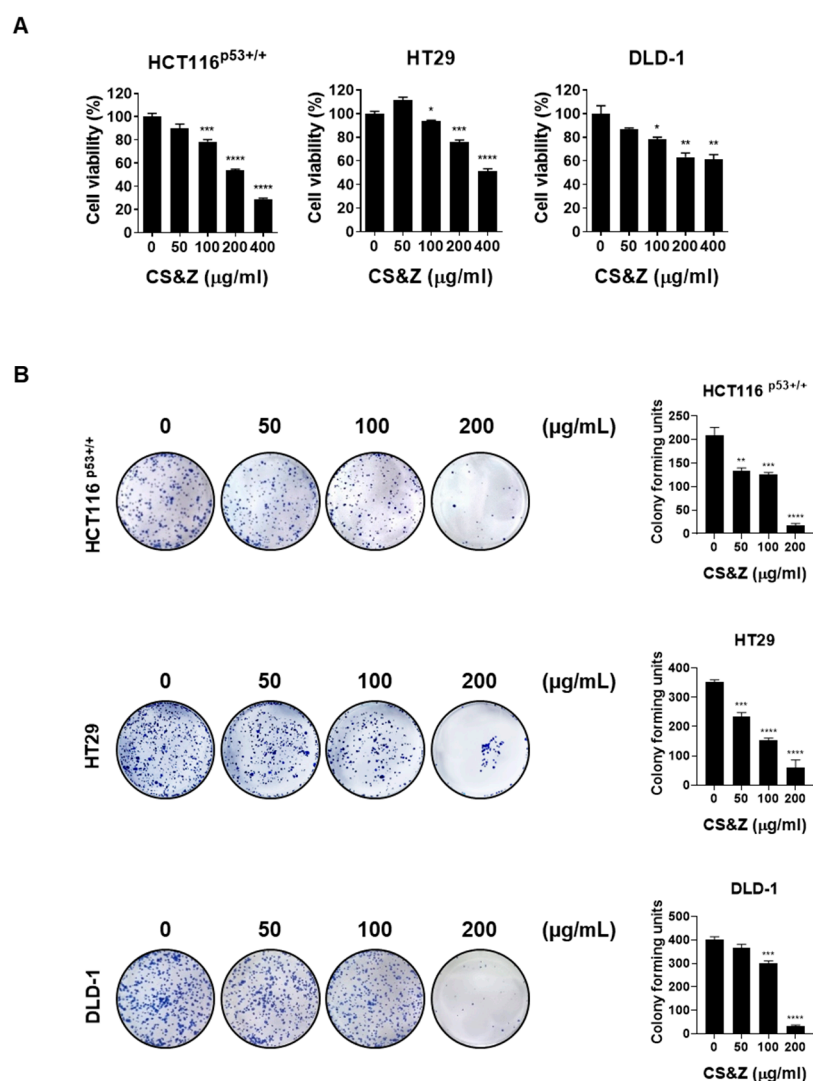 A
HCT116p53+/+
Cell viability (%)
120
100
80
60
40
20
0
***
****
****
0 50 100 200 400
CS&Z (μg/ml)
HT29
Cell viability (%)
120
100
80
60
40
20
0
*
***
****
0 50 100 200 400
CS&Z (μg/ml)
DLD-1
Cell viability (%)
120
100
80
60
40
20
0
*
**
**
0 50 100 200 400
CS&Z (μg/ml)
B
HCT116 p53+/+
0 50 100 200 (μg/mL)
HCT116 p53+/+
Colony forming units
250
200
150
100
50
0
**
***
****
0 50 100 200
CS&Z (μg/ml)
HT29
0 50 100 200 (μg/mL)
HT29
Colony forming units
400
300
200
100
0
***
****
****
0 50 100 200
CS&Z (μg/ml)
DLD-1
0 50 100 200 (μg/mL)
DLD-1
Colony forming units
500
400
300
200
100
0
***
****
0 50 100 200
CS&Z (μg/ml)